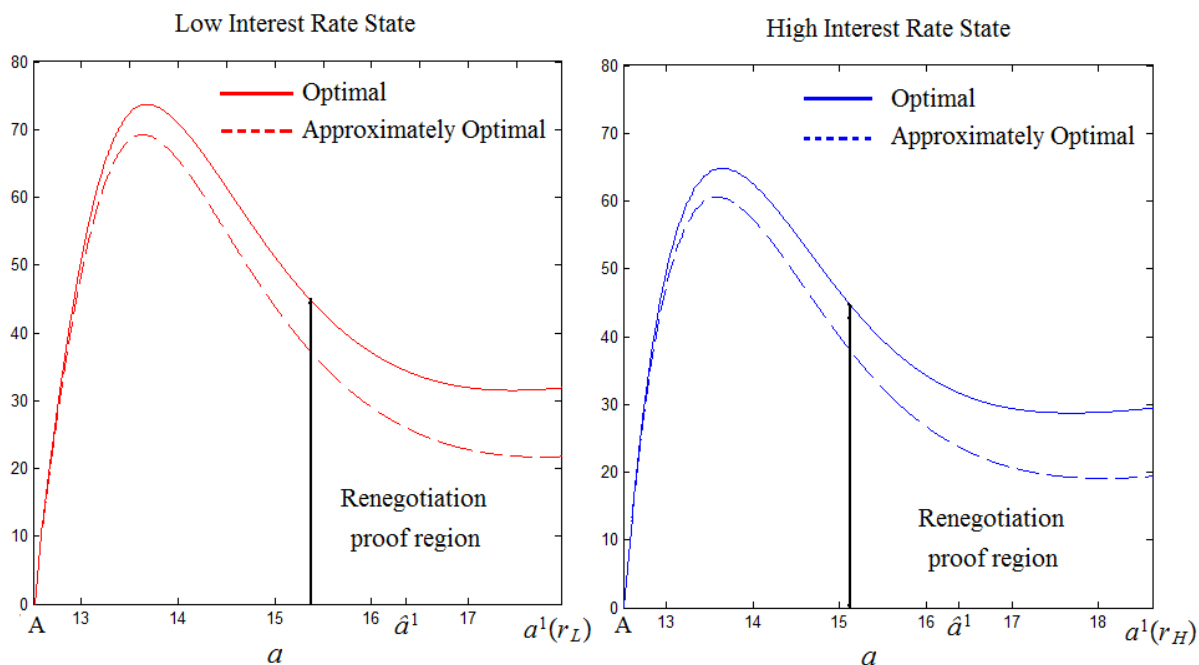 Low Interest Rate State
80
70
60
50
40
30
20
10
0
Optimal
Approximately Optimal
Renegotiation
proof region
A 13 14 15 16 â¹ 17 a¹(r_L)
a
High Interest Rate State
80
70
60
50
40
30
20
10
0
Optimal
Approximately Optimal
Renegotiation
proof region
A 13 14 15 16 â¹ 17 18 a¹(r_H)
a